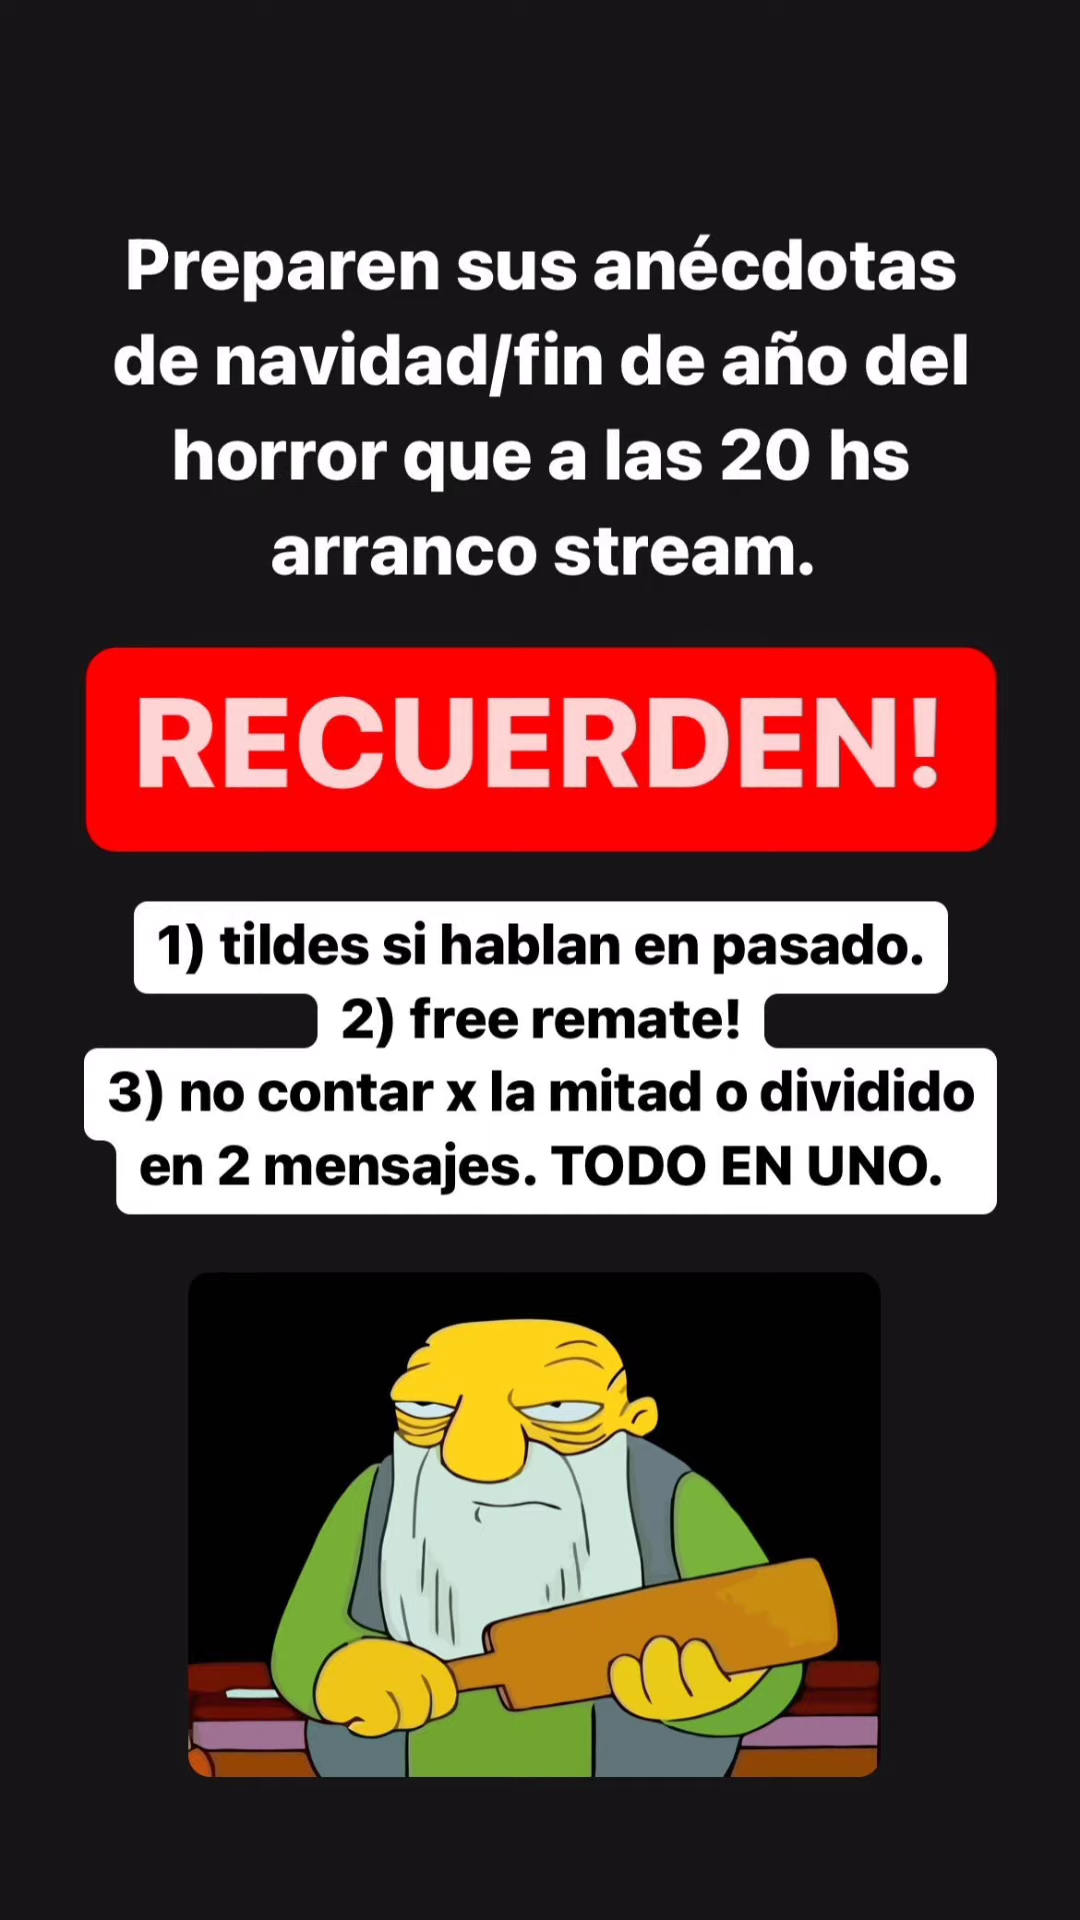 Preparen sus anécdotas
de navidad/fin de año del
horror que a las 20 hs
arranco stream.
RECUERDEN!
1) tildes si hablan en pasado.
2) free remate!
3) no contar x la mitad o dividido
en 2 mensajes. TODO EN UNO.